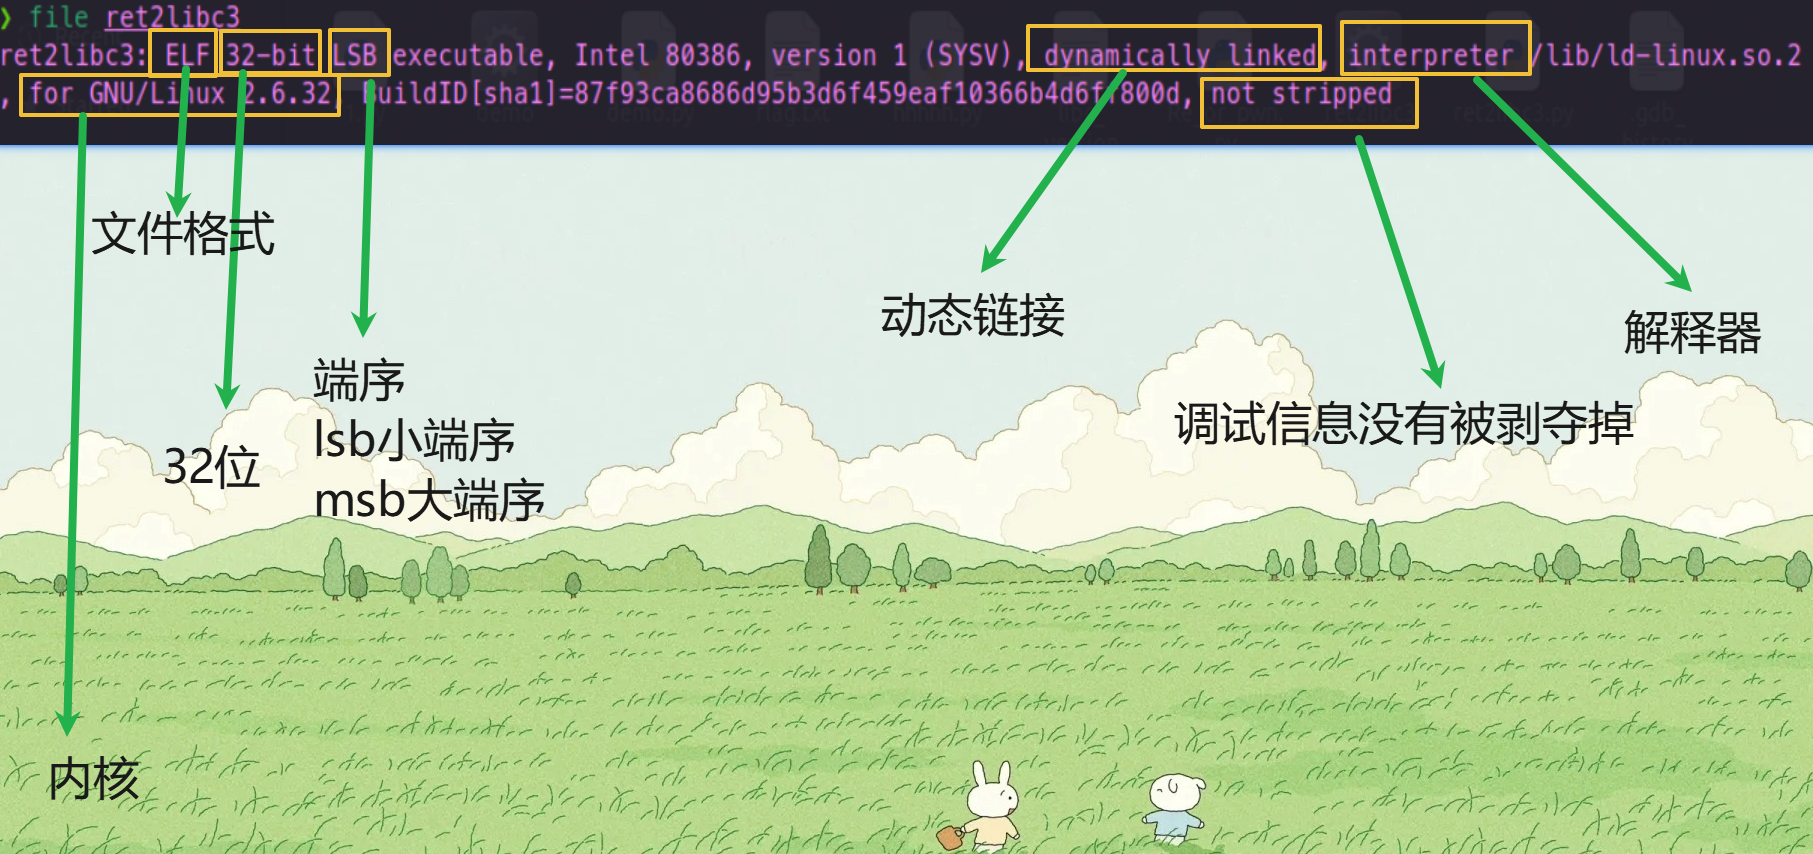 ❯ file ret2libc3
ret2libc3: ELF 32-bit LSB executable, Intel 80386, version 1 (SYSV), dynamically linked, interpreter /lib/ld-linux.so.2
, for GNU/Linux 2.6.32, BuildID[sha1]=87f93ca8686d95b3d6f459eaf10366b4d6ff800d, not stripped
文件格式
动态链接
解释器
端序
lsb小端序
msb大端序
调试信息没有被剥夺掉
32位
内核